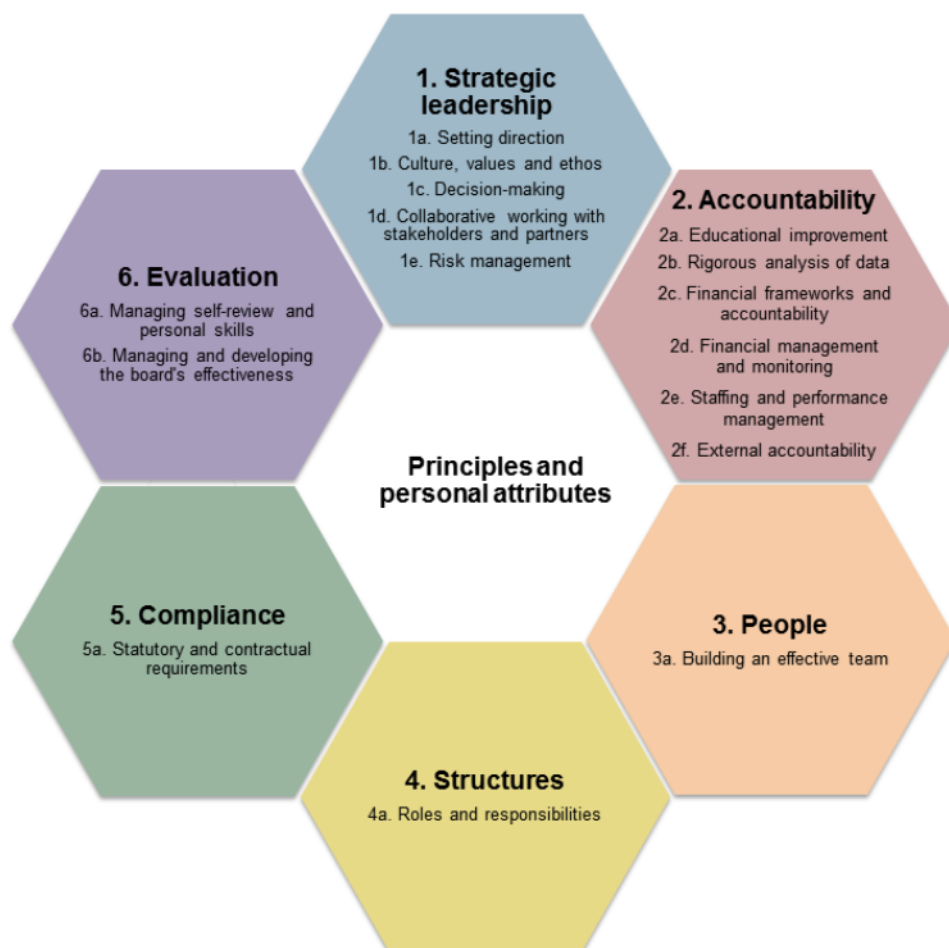 1. Strategic
leadership
1a. Setting direction
1b. Culture, values and ethos
1c. Decision-making
1d. Collaborative working with
stakeholders and partners
1e. Risk management
2. Accountability
2a. Educational improvement
2b. Rigorous analysis of data
2c. Financial frameworks and
accountability
2d. Financial management
and monitoring
2e. Staffing and performance
management
2f. External accountability
3. People
3a. Building an effective team
4. Structures
4a. Roles and responsibilities
5. Compliance
5a. Statutory and contractual
requirements
6. Evaluation
6a. Managing self-review and
personal skills
6b. Managing and developing
the board's effectiveness
Principles and
personal attributes